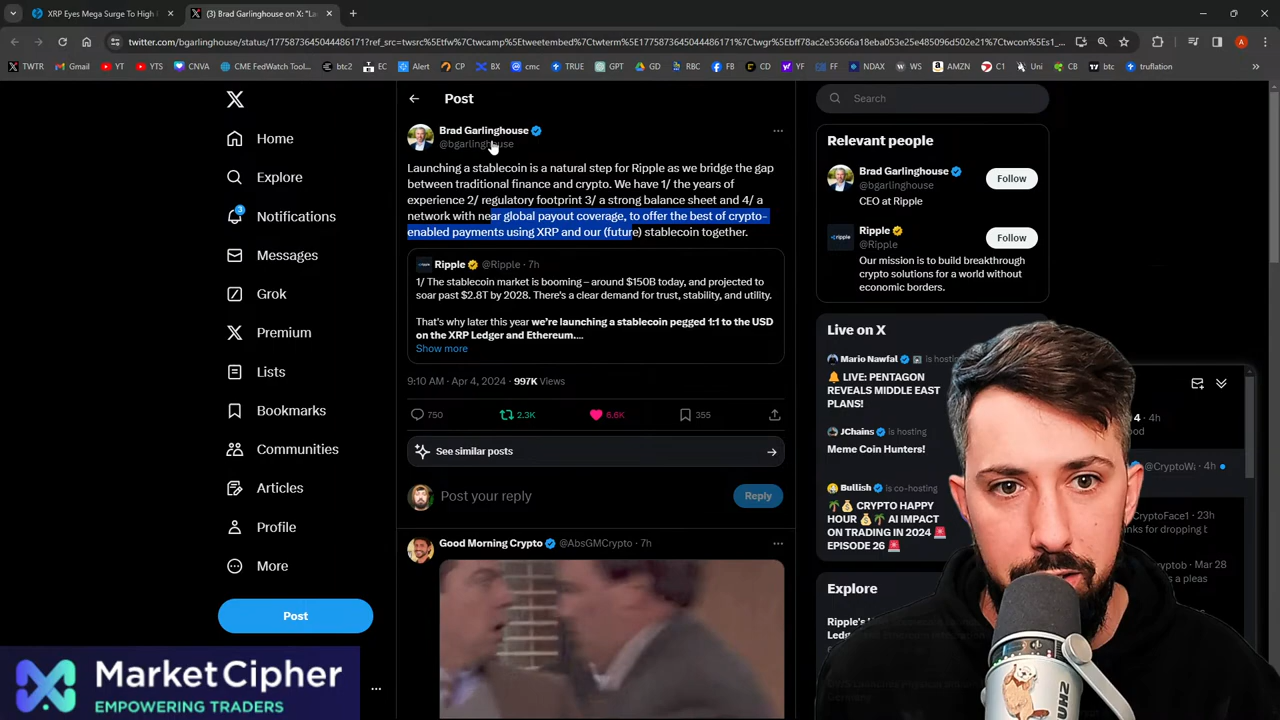 XRP Eyes Mega Surge To High
(3) Brad Garlinghouse on X: "La
twitter.com/bgarlinghouse/status/1775873645044486171?ref_src=twsrc%5Etfw%7Ctwcamp%5Etweetembed%7Ctwterm%5E1775873645044486171%7Ctwgr%5Ebff78ac2e53666a18eba053e25e485096d502e21%7Ctwcon%5Es1_...
TWTR
Gmail
YT
YTS
CNVA
CME FedWatch Tool...
btc2
EC
Alert
CP
BX
cmc
TRUE
GPT
GD
RBC
FB
CD
YF
FF
NDAX
WS
AMZN
C1
Uni
CB
btc
truflation
Home
Explore
3
Notifications
Messages
Grok
Premium
Lists
Bookmarks
Communities
Articles
Profile
More
Post
MarketCipher
EMPOWERING TRADERS
Post
Brad Garlinghouse
@bgarlinghouse
Launching a stablecoin is a natural step for Ripple as we bridge the gap
between traditional finance and crypto. We have 1/ the years of
experience 2/ regulatory footprint 3/ a strong balance sheet and 4/ a
network with near global payout coverage, to offer the best of crypto-
enabled payments using XRP and our (future) stablecoin together.
Ripple @Ripple · 7h
1/ The stablecoin market is booming – around $150B today, and projected to
soar past $2.8T by 2028. There's a clear demand for trust, stability, and utility.
That's why later this year we're launching a stablecoin pegged 1:1 to the USD
on the XRP Ledger and Ethereum....
Show more
9:10 AM · Apr 4, 2024 · 997K Views
750
2.3K
8.6K
355
See similar posts
Post your reply
Reply
Good Morning Crypto @AbsGMCrypto · 7h
Search
Relevant people
Brad Garlinghouse
@bgarlinghouse
Follow
CEO at Ripple
Ripple
@Ripple
Follow
Our mission is to build breakthrough
crypto solutions for a world without
economic borders.
Live on X
Mario Nawfal is hosting
🔔 LIVE: PENTAGON
REVEALS MIDDLE EAST
PLANS!
JChains is hosting
Meme Coin Hunters!
Bullish is co-hosting
🌴💰 CRYPTO HAPPY
HOUR 💰🌴 AI IMPACT
ON TRADING IN 2024 🚨
EPISODE 26 🚨
Explore
4 · 4h
@CryptoWi · 4h
CryptoFace1 · 23h
anks for dropping t
ptob · Mar 28
s a pleas